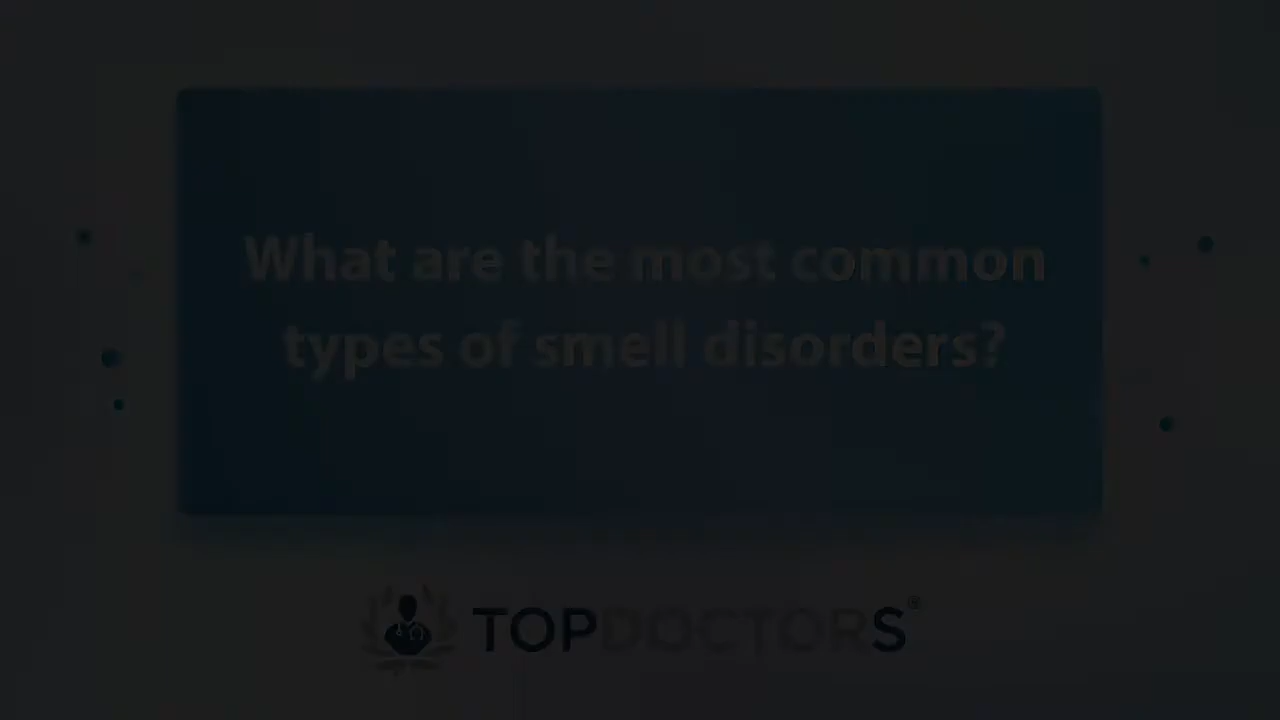 What are the most common
types of smell disorders?
TOPDOCTORS®